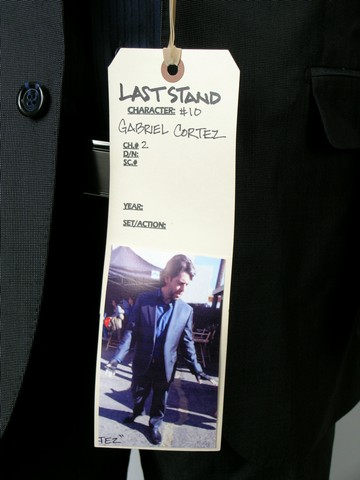 LAST STAND
CHARACTER: #10
GABRIEL CORTEZ
CH.# 2
D/N:
SC.#
YEAR:
SET/ACTION:
TEZ"